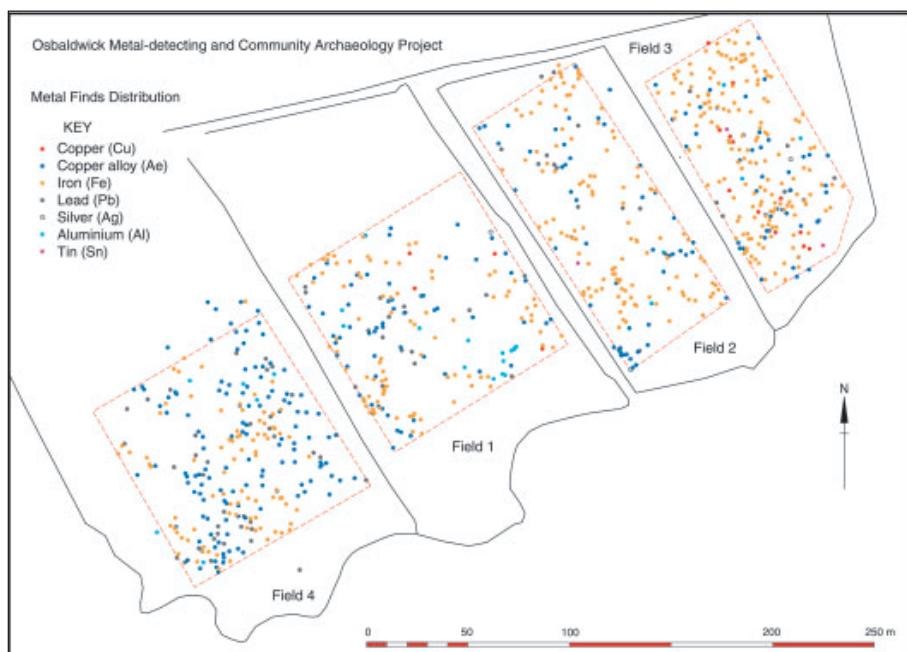 Osbaldwick Metal-detecting and Community Archaeology Project
Field 3
Metal Finds Distribution
KEY
Copper (Cu)
Copper alloy (Ae)
Iron (Fe)
Lead (Pb)
Silver (Ag)
Aluminium (Al)
Tin (Sn)
Field 2
N
Field 1
Field 4
0
50
100
200
250 m